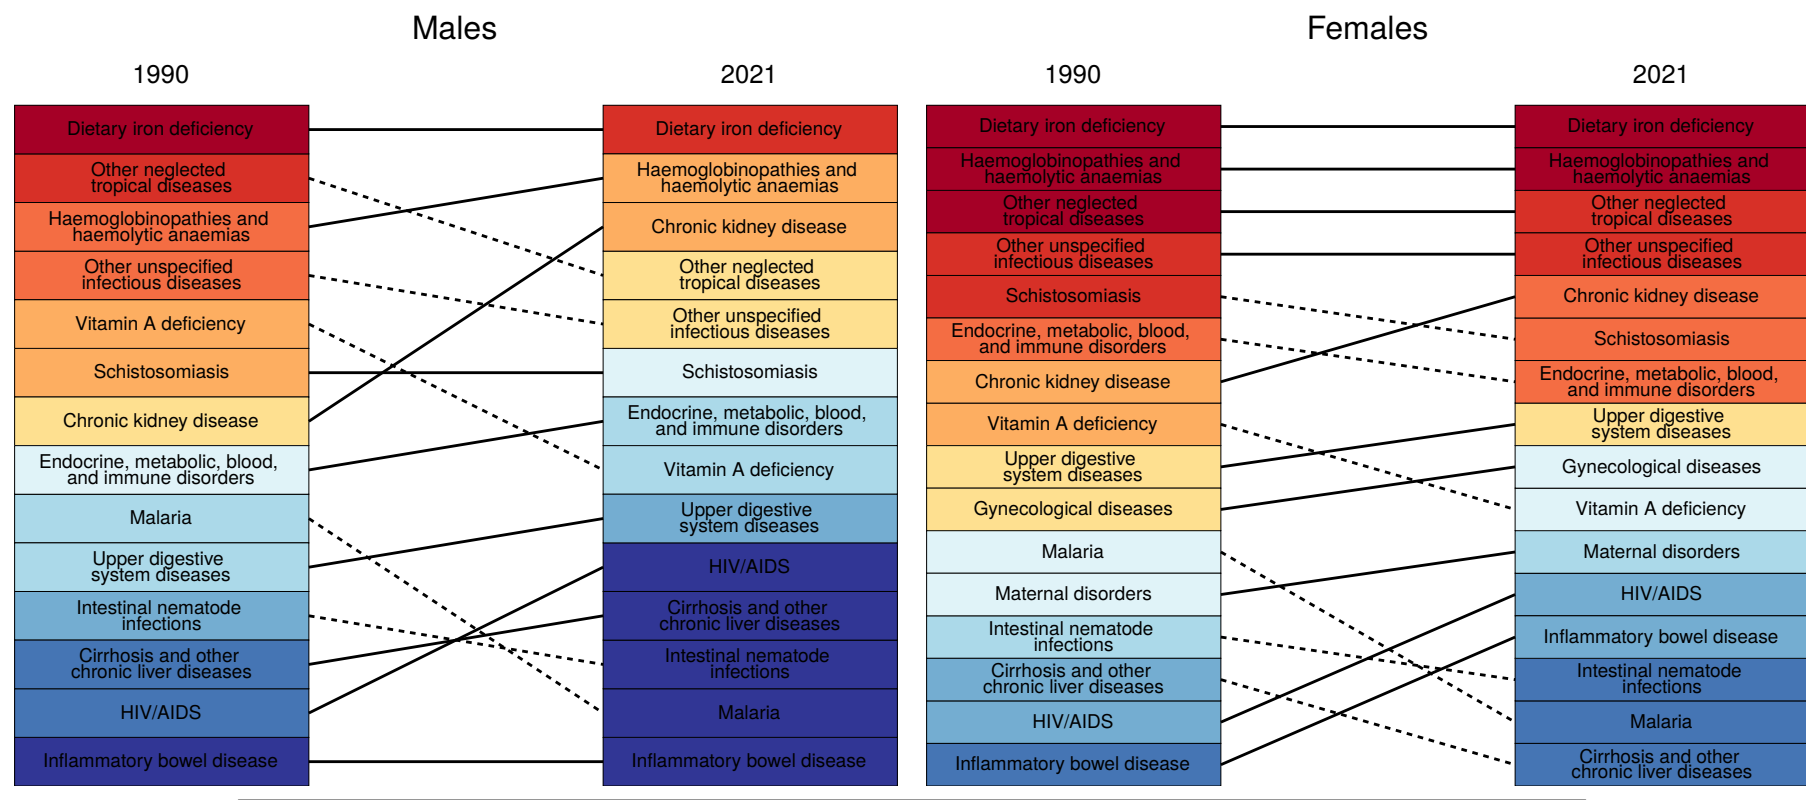 Males
1990
2021
Dietary iron deficiency
Other neglected
tropical diseases
Haemoglobinopathies and
haemolytic anaemias
Other unspecified
infectious diseases
Vitamin A deficiency
Schistosomiasis
Chronic kidney disease
Endocrine, metabolic, blood,
and immune disorders
Malaria
Upper digestive
system diseases
Intestinal nematode
infections
Cirrhosis and other
chronic liver diseases
HIV/AIDS
Inflammatory bowel disease
Dietary iron deficiency
Haemoglobinopathies and
haemolytic anaemias
Chronic kidney disease
Other neglected
tropical diseases
Other unspecified
infectious diseases
Schistosomiasis
Endocrine, metabolic, blood,
and immune disorders
Vitamin A deficiency
Upper digestive
system diseases
HIV/AIDS
Cirrhosis and other
chronic liver diseases
Intestinal nematode
infections
Malaria
Inflammatory bowel disease
Females
1990
2021
Dietary iron deficiency
Haemoglobinopathies and
haemolytic anaemias
Other neglected
tropical diseases
Other unspecified
infectious diseases
Schistosomiasis
Endocrine, metabolic, blood,
and immune disorders
Chronic kidney disease
Vitamin A deficiency
Upper digestive
system diseases
Gynecological diseases
Malaria
Maternal disorders
Intestinal nematode
infections
Cirrhosis and other
chronic liver diseases
HIV/AIDS
Inflammatory bowel disease
Dietary iron deficiency
Haemoglobinopathies and
haemolytic anaemias
Other neglected
tropical diseases
Other unspecified
infectious diseases
Chronic kidney disease
Schistosomiasis
Endocrine, metabolic, blood,
and immune disorders
Upper digestive
system diseases
Gynecological diseases
Vitamin A deficiency
Maternal disorders
HIV/AIDS
Inflammatory bowel disease
Intestinal nematode
infections
Malaria
Cirrhosis and other
chronic liver diseases